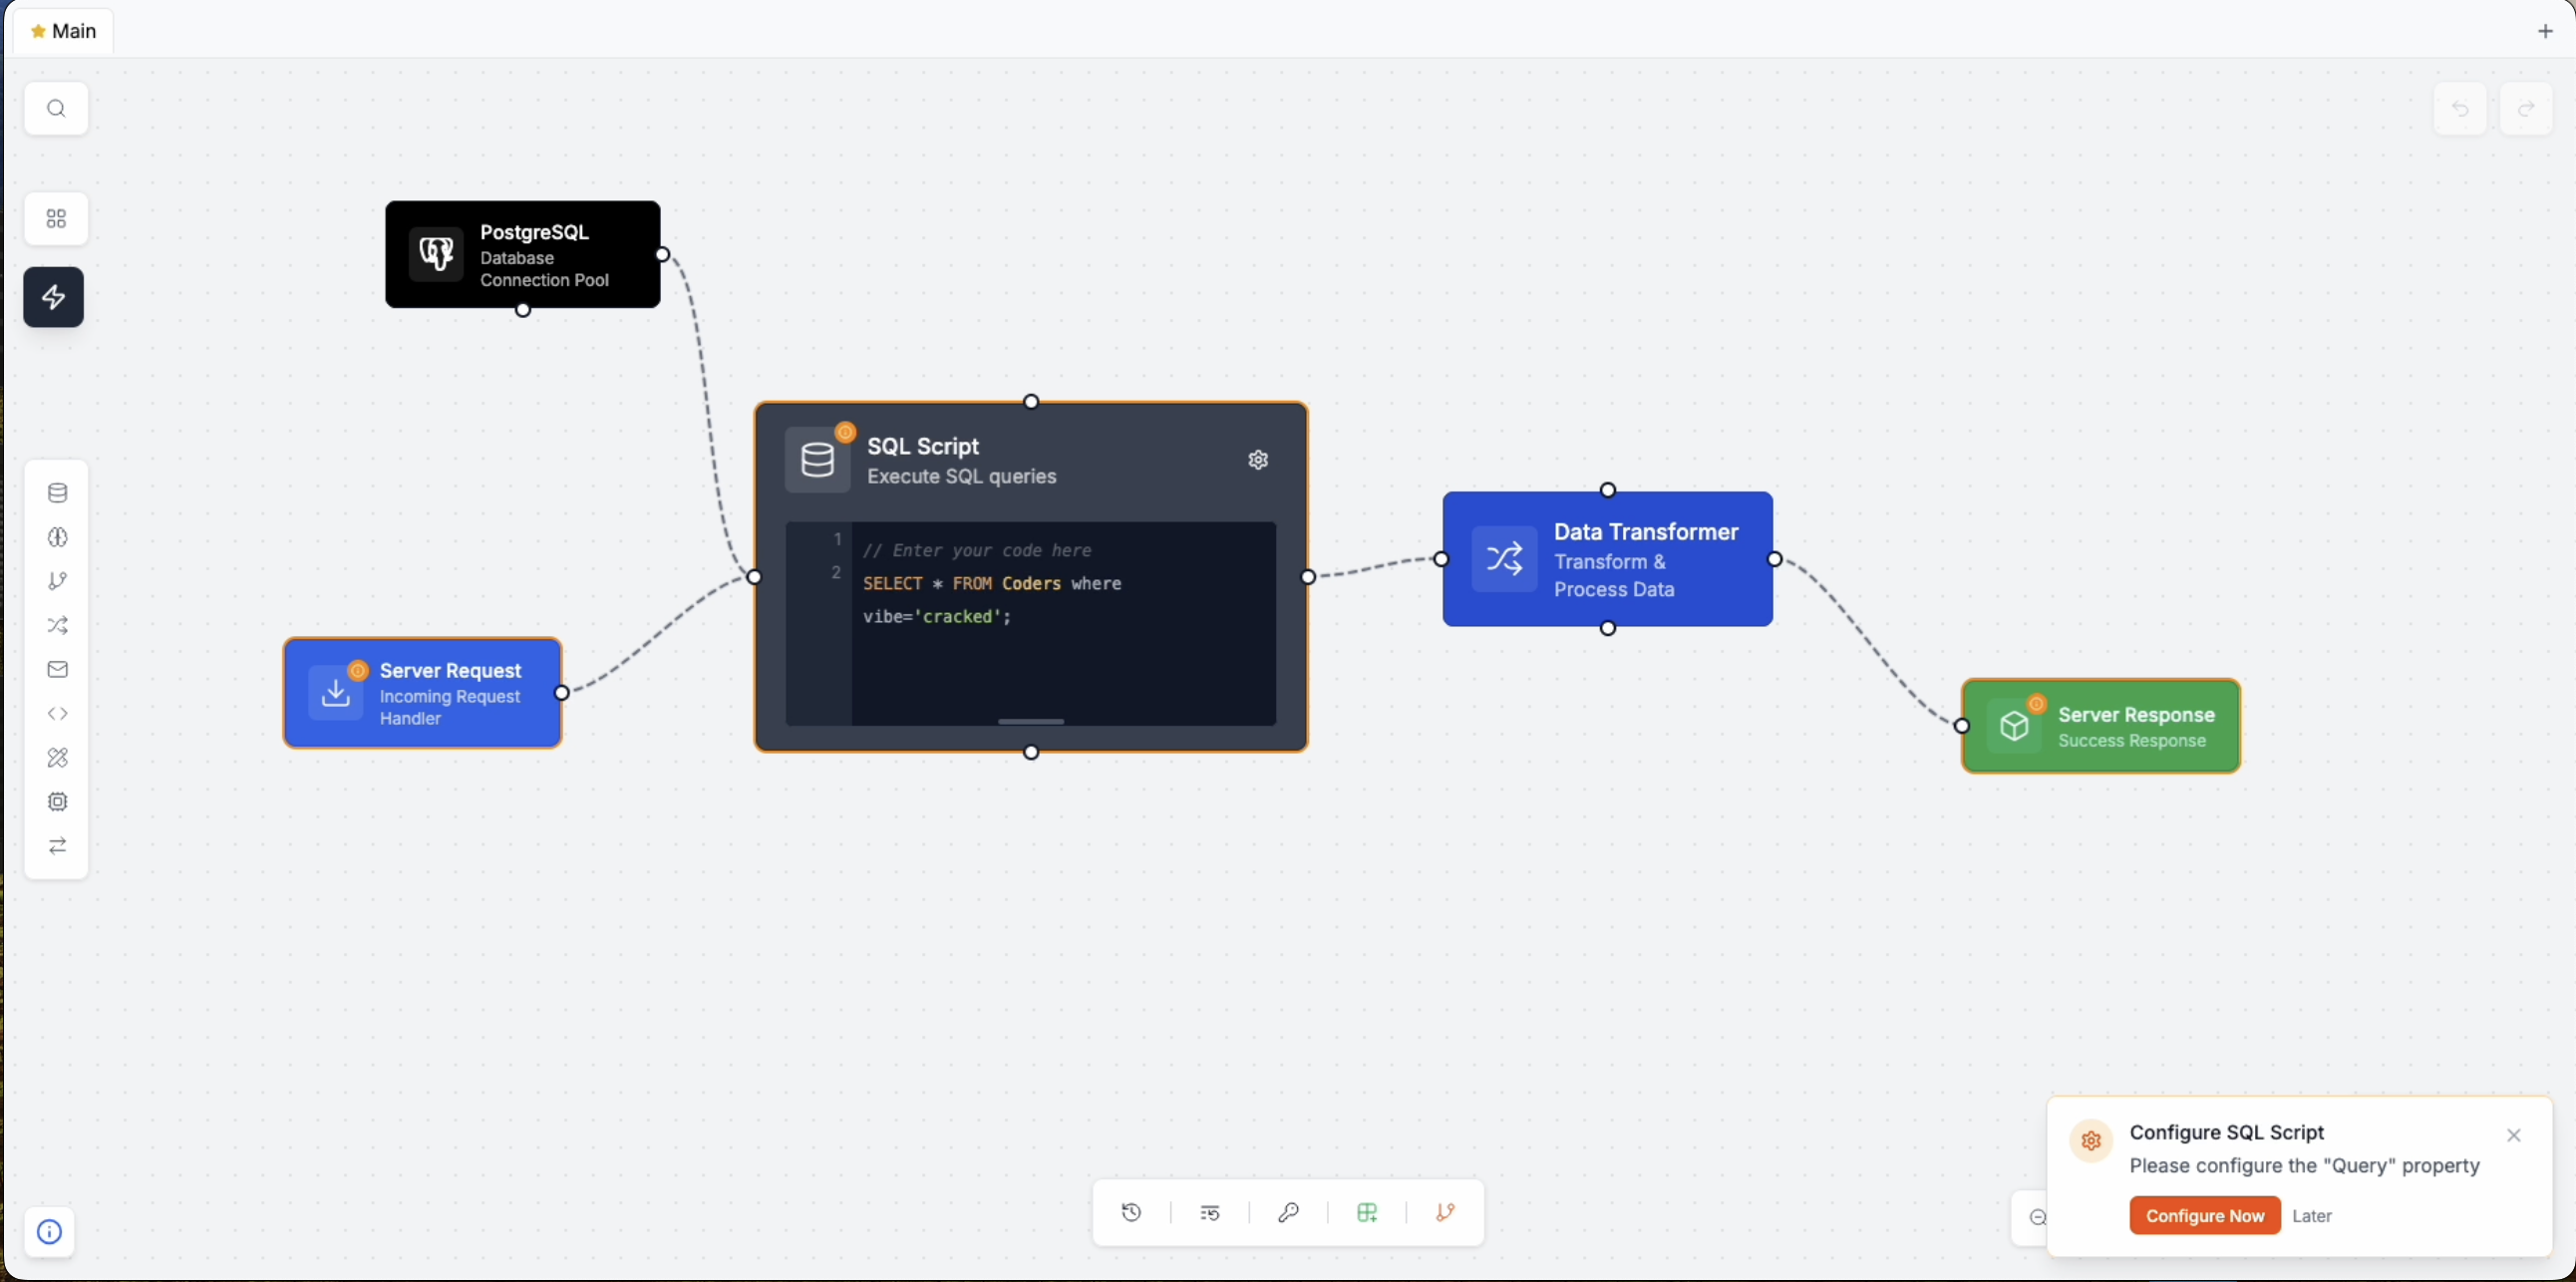 Main
PostgreSQL
Database
Connection Pool
SQL Script
Execute SQL queries
1
// Enter your code here
2
SELECT * FROM Coders where
vibe='cracked';
Data Transformer
Transform &
Process Data
Server Request
Incoming Request
Handler
Server Response
Success Response
Configure SQL Script
Please configure the "Query" property
Configure Now
Later